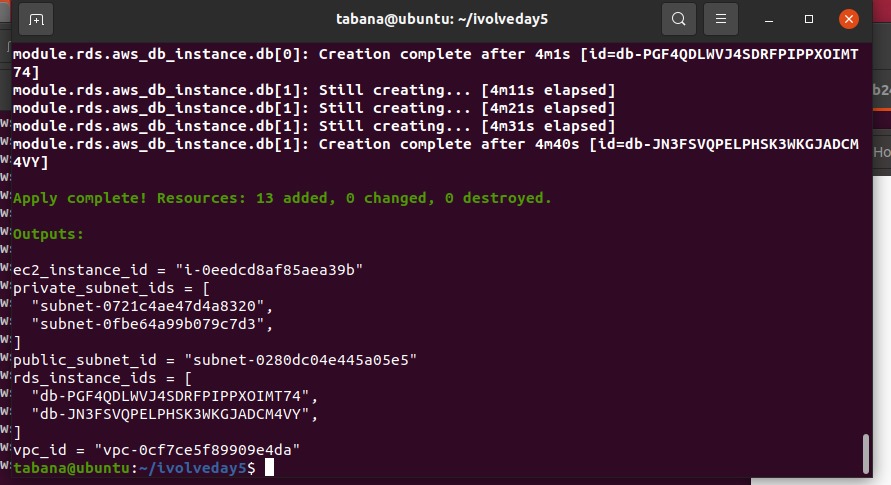 tabana@ubuntu: ~/ivolveday5
module.rds.aws_db_instance.db[0]: Creation complete after 4m1s [id=db-PGF4QDLWVJ4SDRFPIPPXOIMT
74]
module.rds.aws_db_instance.db[1]: Still creating... [4m11s elapsed]
module.rds.aws_db_instance.db[1]: Still creating... [4m21s elapsed]
module.rds.aws_db_instance.db[1]: Still creating... [4m31s elapsed]
module.rds.aws_db_instance.db[1]: Creation complete after 4m40s [id=db-JN3FSVQPELPHSK3WKGJADCM
4VY]
Apply complete! Resources: 13 added, 0 changed, 0 destroyed.
Outputs:
ec2_instance_id = "i-0eedcd8af85aea39b"
private_subnet_ids = [
  "subnet-0721c4ae47d4a8320",
  "subnet-0fbe64a99b079c7d3",
]
public_subnet_id = "subnet-0280dc04e445a05e5"
rds_instance_ids = [
  "db-PGF4QDLWVJ4SDRFPIPPXOIMT74",
  "db-JN3FSVQPELPHSK3WKGJADCM4VY",
]
vpc_id = "vpc-0cf7ce5f89909e4da"
tabana@ubuntu:~/ivolveday5$